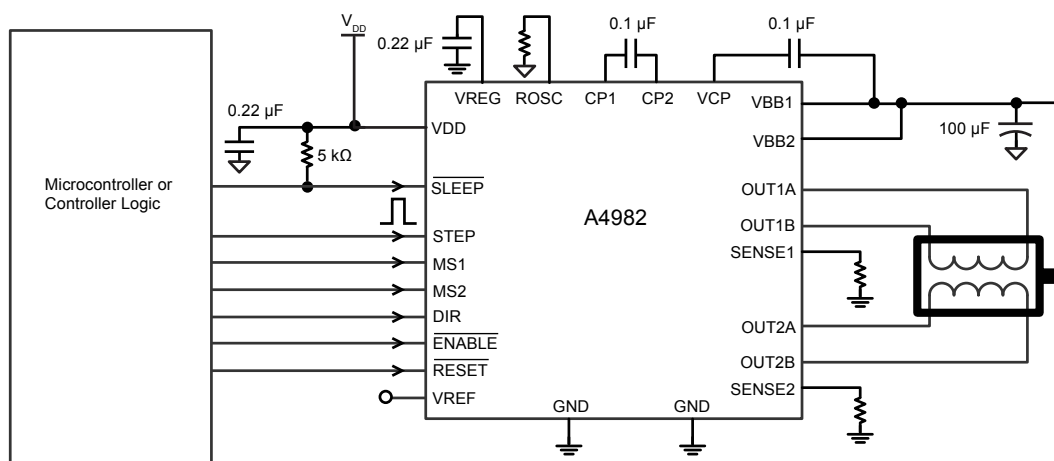 V_DD
0.22 µF
0.1 µF
0.1 µF
VREG
ROSC
CP1
CP2
VCP
VBB1
0.22 µF
VDD
100 µF
VBB2
5 kΩ
Microcontroller or
Controller Logic
SLEEP
OUT1A
A4982
OUT1B
STEP
SENSE1
MS1
MS2
DIR
OUT2A
ENABLE
OUT2B
RESET
SENSE2
VREF
GND
GND